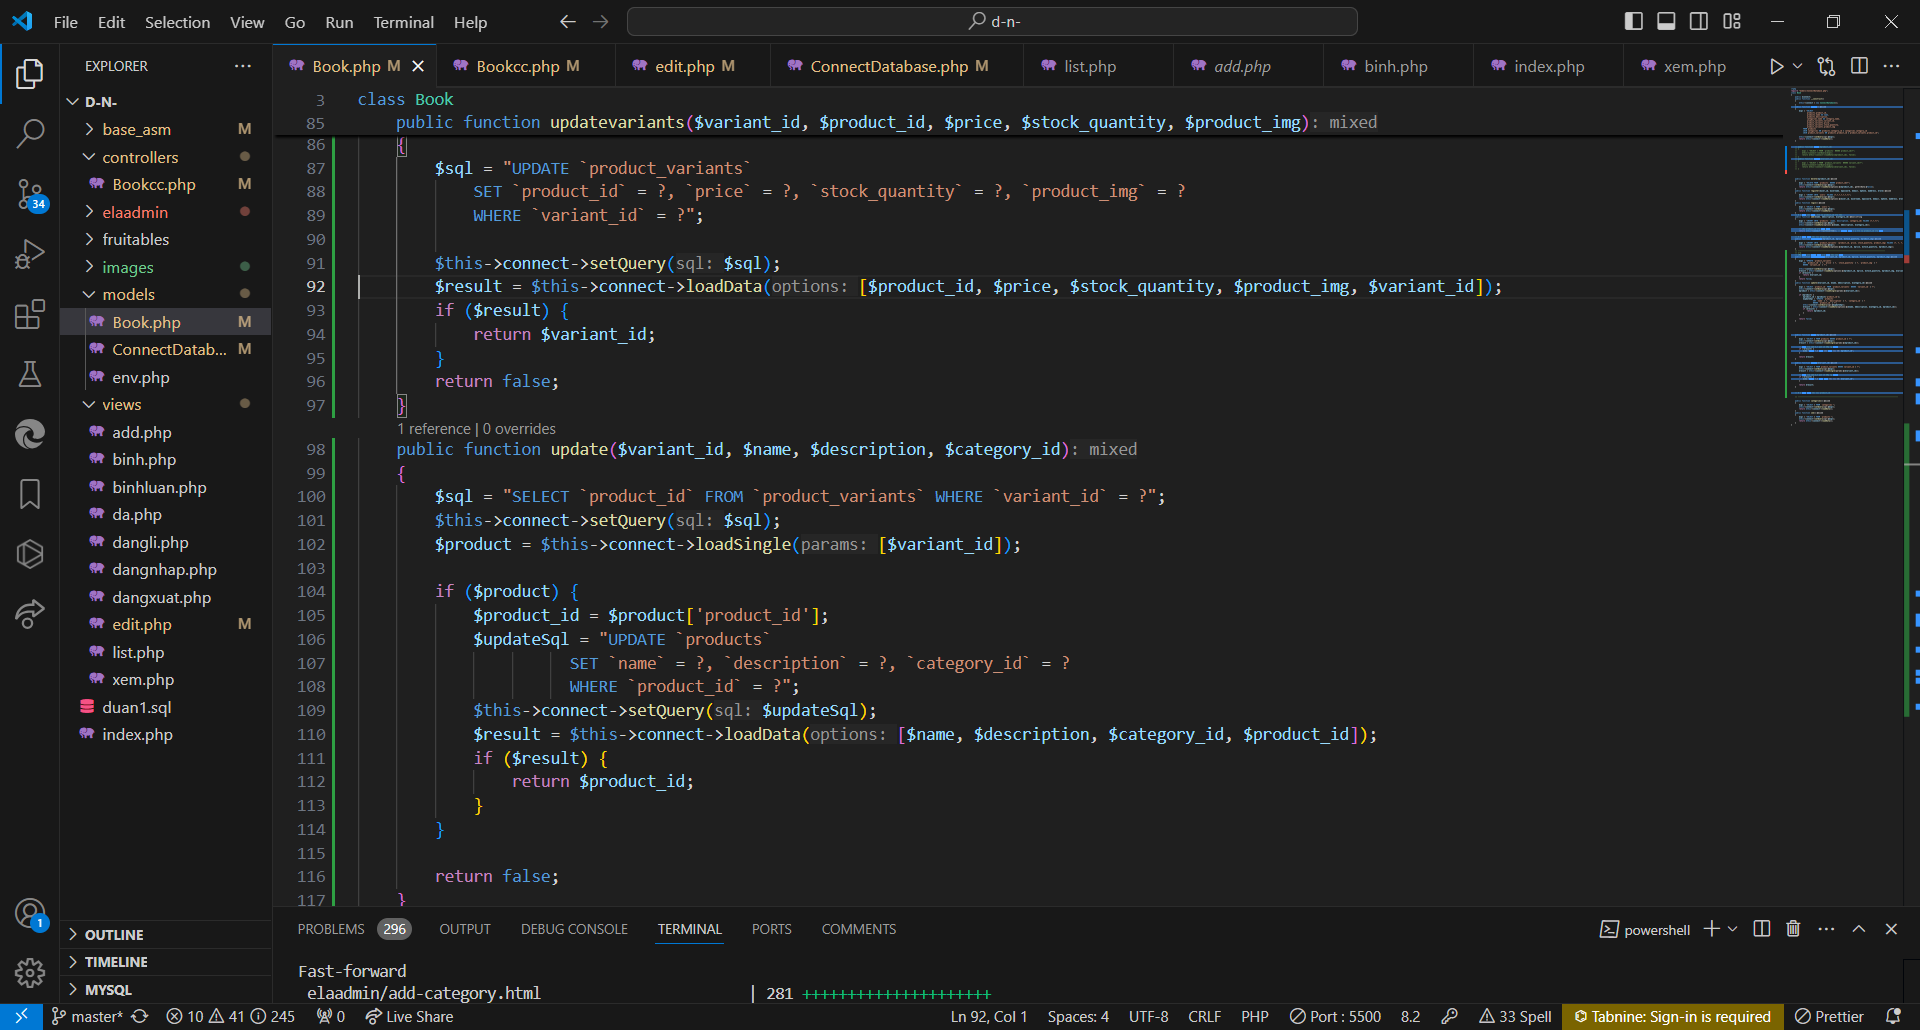 File Edit Selection View Go Run Terminal Help
d-n-
EXPLORER
Book.php M
Bookcc.php M
edit.php M
ConnectDatabase.php M
list.php
add.php
binh.php
index.php
xem.php
D-N-
base_asm M
controllers
Bookcc.php M
elaadmin
fruitables
images
models
Book.php M
ConnectDatab... M
env.php
views
add.php
binh.php
binhluan.php
da.php
dangli.php
dangnhap.php
dangxuat.php
edit.php M
list.php
xem.php
duan1.sql
index.php
OUTLINE
TIMELINE
MYSQL
34
1
3 class Book
85 public function updatevariants($variant_id, $product_id, $price, $stock_quantity, $product_img): mixed
86 {
87 $sql = "UPDATE `product_variants`
88 SET `product_id` = ?, `price` = ?, `stock_quantity` = ?, `product_img` = ?
89 WHERE `variant_id` = ?";
90
91 $this->connect->setQuery(sql: $sql);
92 $result = $this->connect->loadData(options: [$product_id, $price, $stock_quantity, $product_img, $variant_id]);
93 if ($result) {
94 return $variant_id;
95 }
96 return false;
97 }
1 reference | 0 overrides
98 public function update($variant_id, $name, $description, $category_id): mixed
99 {
100 $sql = "SELECT `product_id` FROM `product_variants` WHERE `variant_id` = ?";
101 $this->connect->setQuery(sql: $sql);
102 $product = $this->connect->loadSingle(params: [$variant_id]);
103
104 if ($product) {
105 $product_id = $product['product_id'];
106 $updateSql = "UPDATE `products`
107 SET `name` = ?, `description` = ?, `category_id` = ?
108 WHERE `product_id` = ?";
109 $this->connect->setQuery(sql: $updateSql);
110 $result = $this->connect->loadData(options: [$name, $description, $category_id, $product_id]);
111 if ($result) {
112 return $product_id;
113 }
114 }
115
116 return false;
117 }
PROBLEMS 296 OUTPUT DEBUG CONSOLE TERMINAL PORTS COMMENTS
powershell
Fast-forward
elaadmin/add-category.html | 281 ++++++++++++++++++++++
master* 10 41 245 0 Live Share
Ln 92, Col 1 Spaces: 4 UTF-8 CRLF PHP Port : 5500 8.2 33 Spell Tabnine: Sign-in is required Prettier